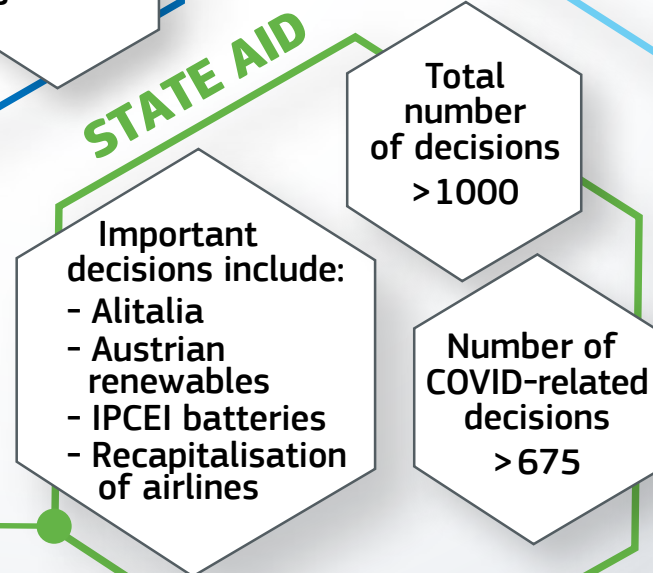 STATE AID
Total
number
of decisions
>1000
Important
decisions include:
- Alitalia
- Austrian
renewables
- IPCEI batteries
- Recapitalisation
of airlines
Number of
COVID-related
decisions
>675